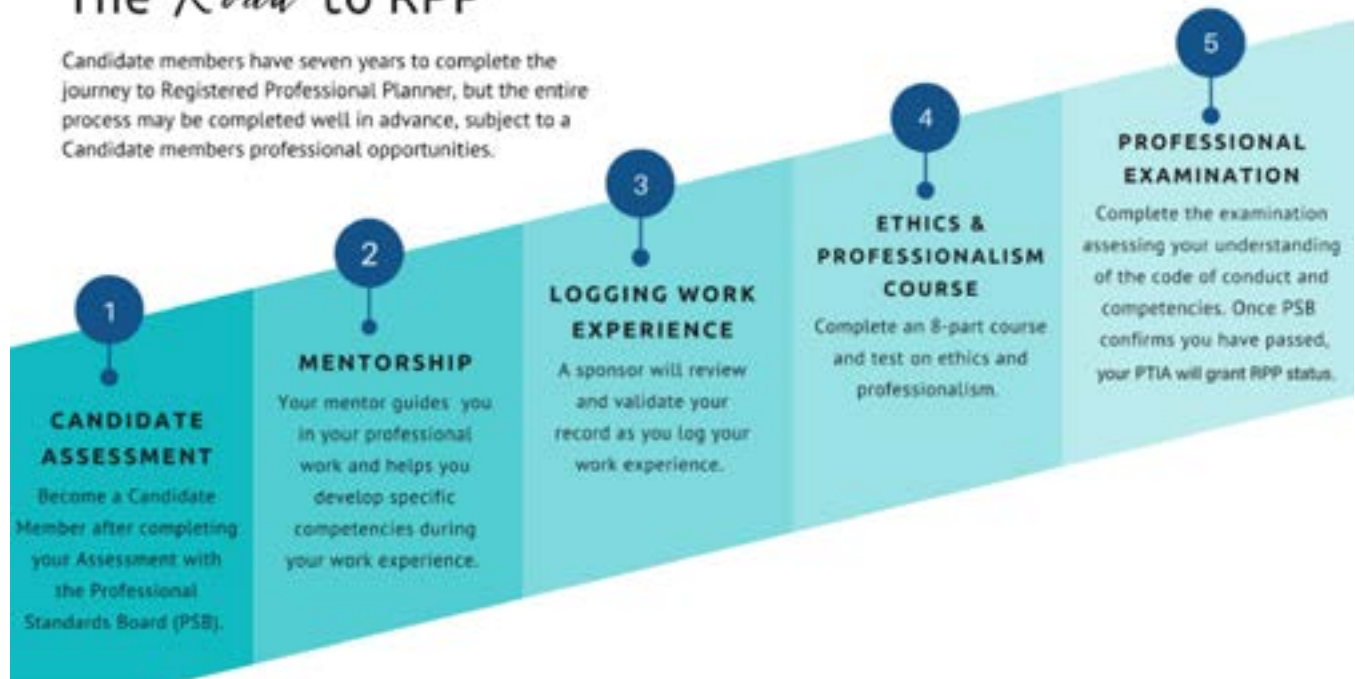 The Road to RPP
Candidate members have seven years to complete the
journey to Registered Professional Planner, but the entire
process may be completed well in advance, subject to a
Candidate members professional opportunities.
1
CANDIDATE
ASSESSMENT
Become a Candidate
Member after completing
your Assessment with
the Professional
Standards Board (PSB).
2
MENTORSHIP
Your mentor guides you
in your professional
work and helps you
develop specific
competencies during
your work experience.
3
LOGGING WORK
EXPERIENCE
A sponsor will review
and validate your
record as you log your
work experience.
4
ETHICS &
PROFESSIONALISM
COURSE
Complete an 8-part course
and test on ethics and
professionalism.
5
PROFESSIONAL
EXAMINATION
Complete the examination
assessing your understanding
of the code of conduct and
competencies. Once PSB
confirms you have passed,
your PTIA will grant RPP status.